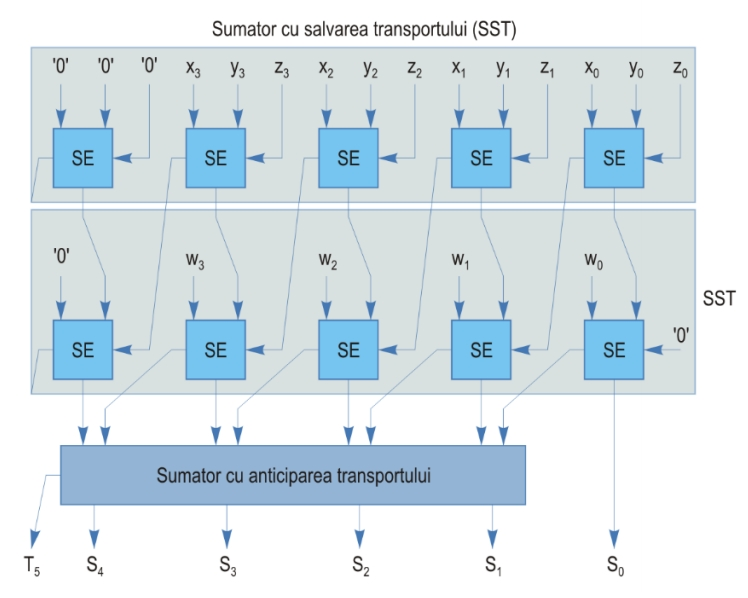 Sumator cu salvarea transportului (SST)
'0' '0' '0' x₃ y₃ z₃ x₂ y₂ z₂ x₁ y₁ z₁ x₀ y₀ z₀
SE SE SE SE SE
'0' w₃ w₂ w₁ w₀
SST
'0'
SE SE SE SE SE
Sumator cu anticiparea transportului
T₅ S₄ S₃ S₂ S₁ S₀